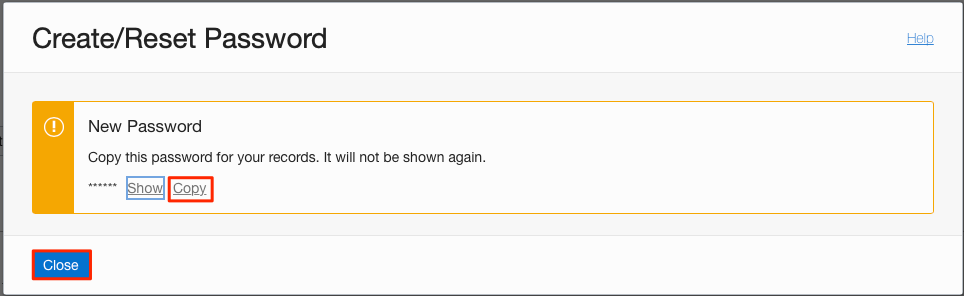 Create/Reset Password
Help
New Password
Copy this password for your records. It will not be shown again.
****** Show Copy
Close